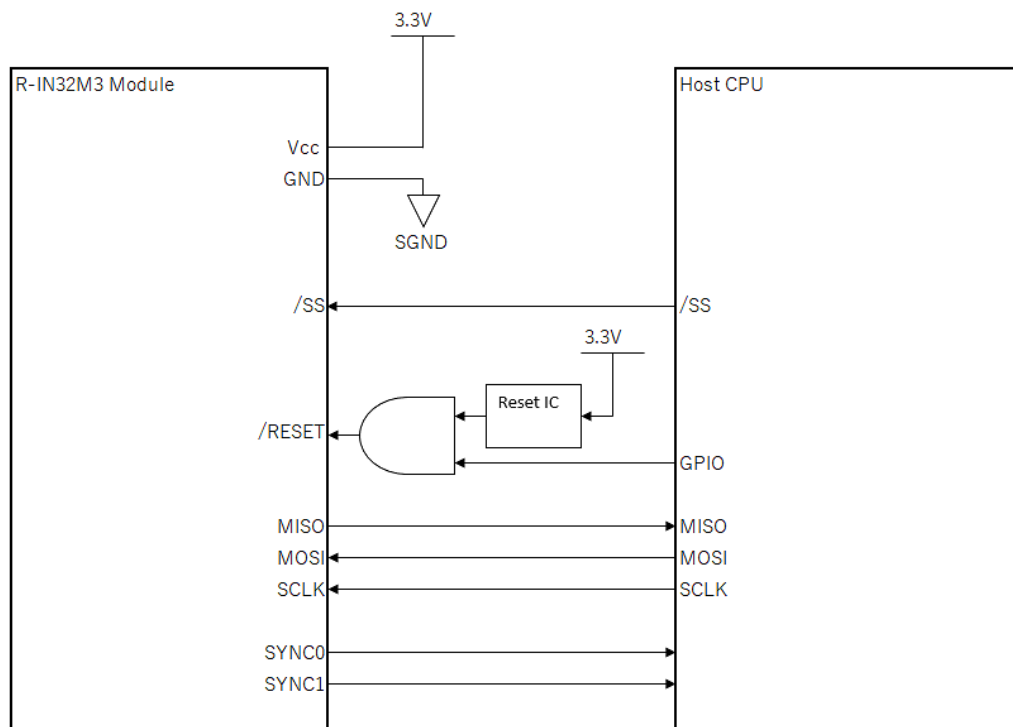 3.3V
R-IN32M3 Module
Host CPU
Vcc
GND
SGND
/SS
/SS
3.3V
Reset IC
/RESET
GPIO
MISO
MISO
MOSI
MOSI
SCLK
SCLK
SYNC0
SYNC1